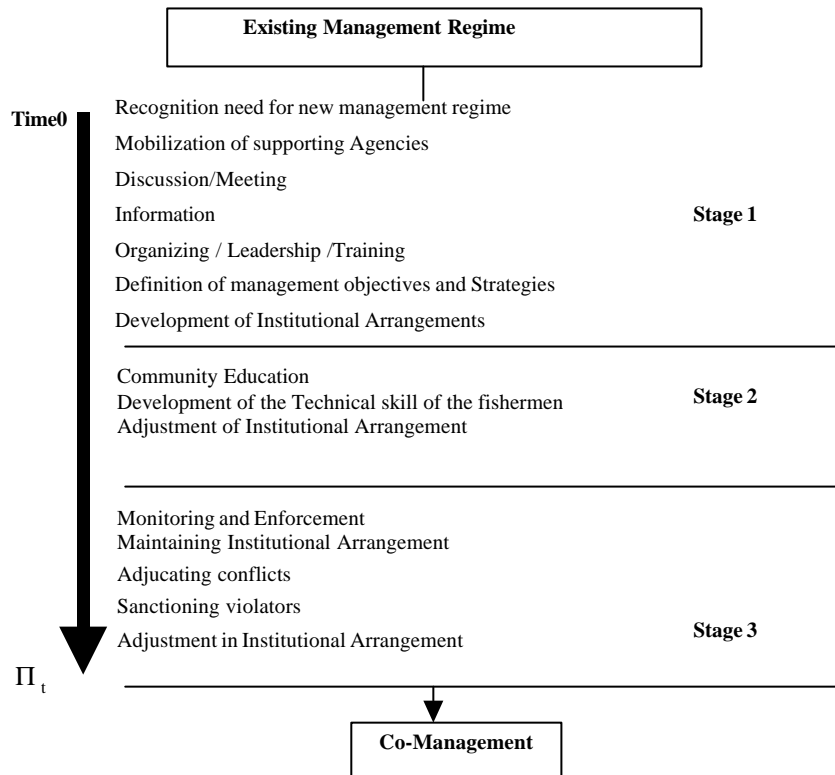 Existing Management Regime
Time0
Recognition need for new management regime
Mobilization of supporting Agencies
Discussion/Meeting
Information
Stage 1
Organizing / Leadership /Training
Definition of management objectives and Strategies
Development of Institutional Arrangements
Community Education
Development of the Technical skill of the fishermen
Stage 2
Adjustment of Institutional Arrangement
Monitoring and Enforcement
Maintaining Institutional Arrangement
Adjucating conflicts
Sanctioning violators
Adjustment in Institutional Arrangement
Stage 3
Π t
Co-Management